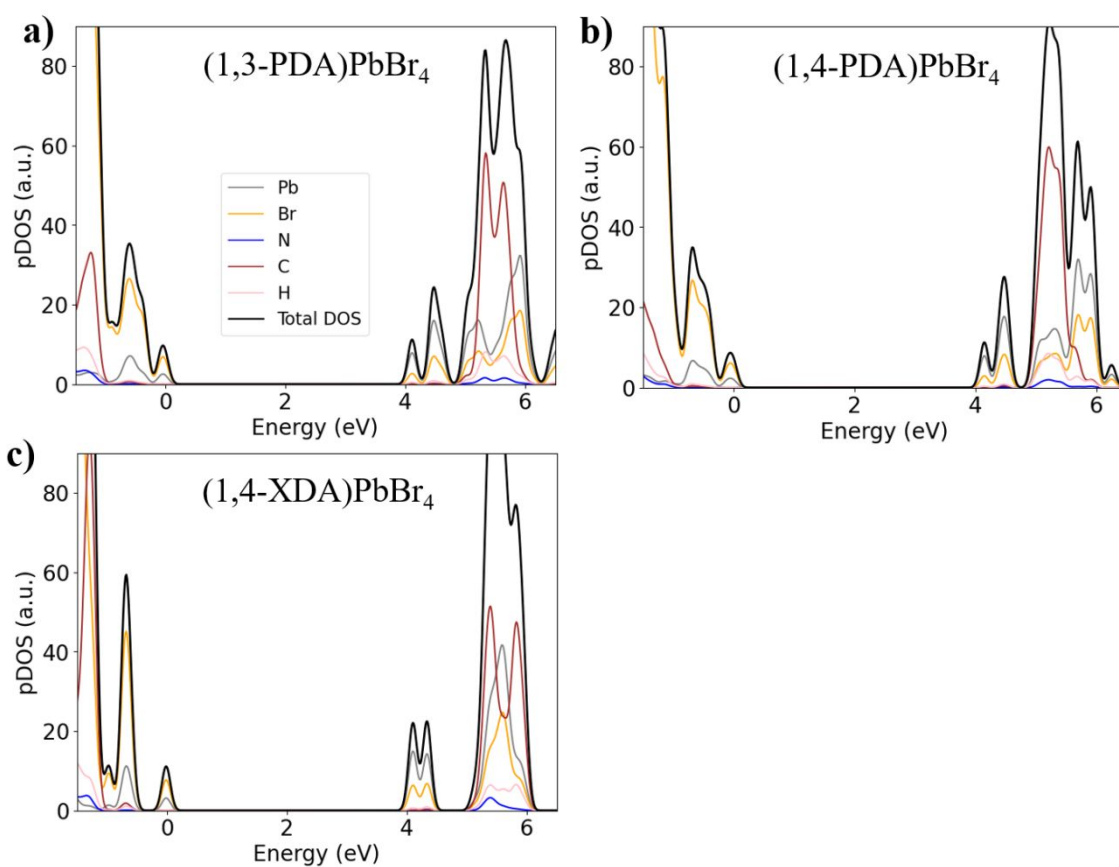 a)
(1,3-PDA)PbBr₄
pDOS (a.u.)
80
60
40
20
0
Pb
Br
N
C
H
Total DOS
0 2 4 6
Energy (eV)
b)
(1,4-PDA)PbBr₄
pDOS (a.u.)
80
60
40
20
0
0 2 4 6
Energy (eV)
c)
(1,4-XDA)PbBr₄
pDOS (a.u.)
80
60
40
20
0
0 2 4 6
Energy (eV)